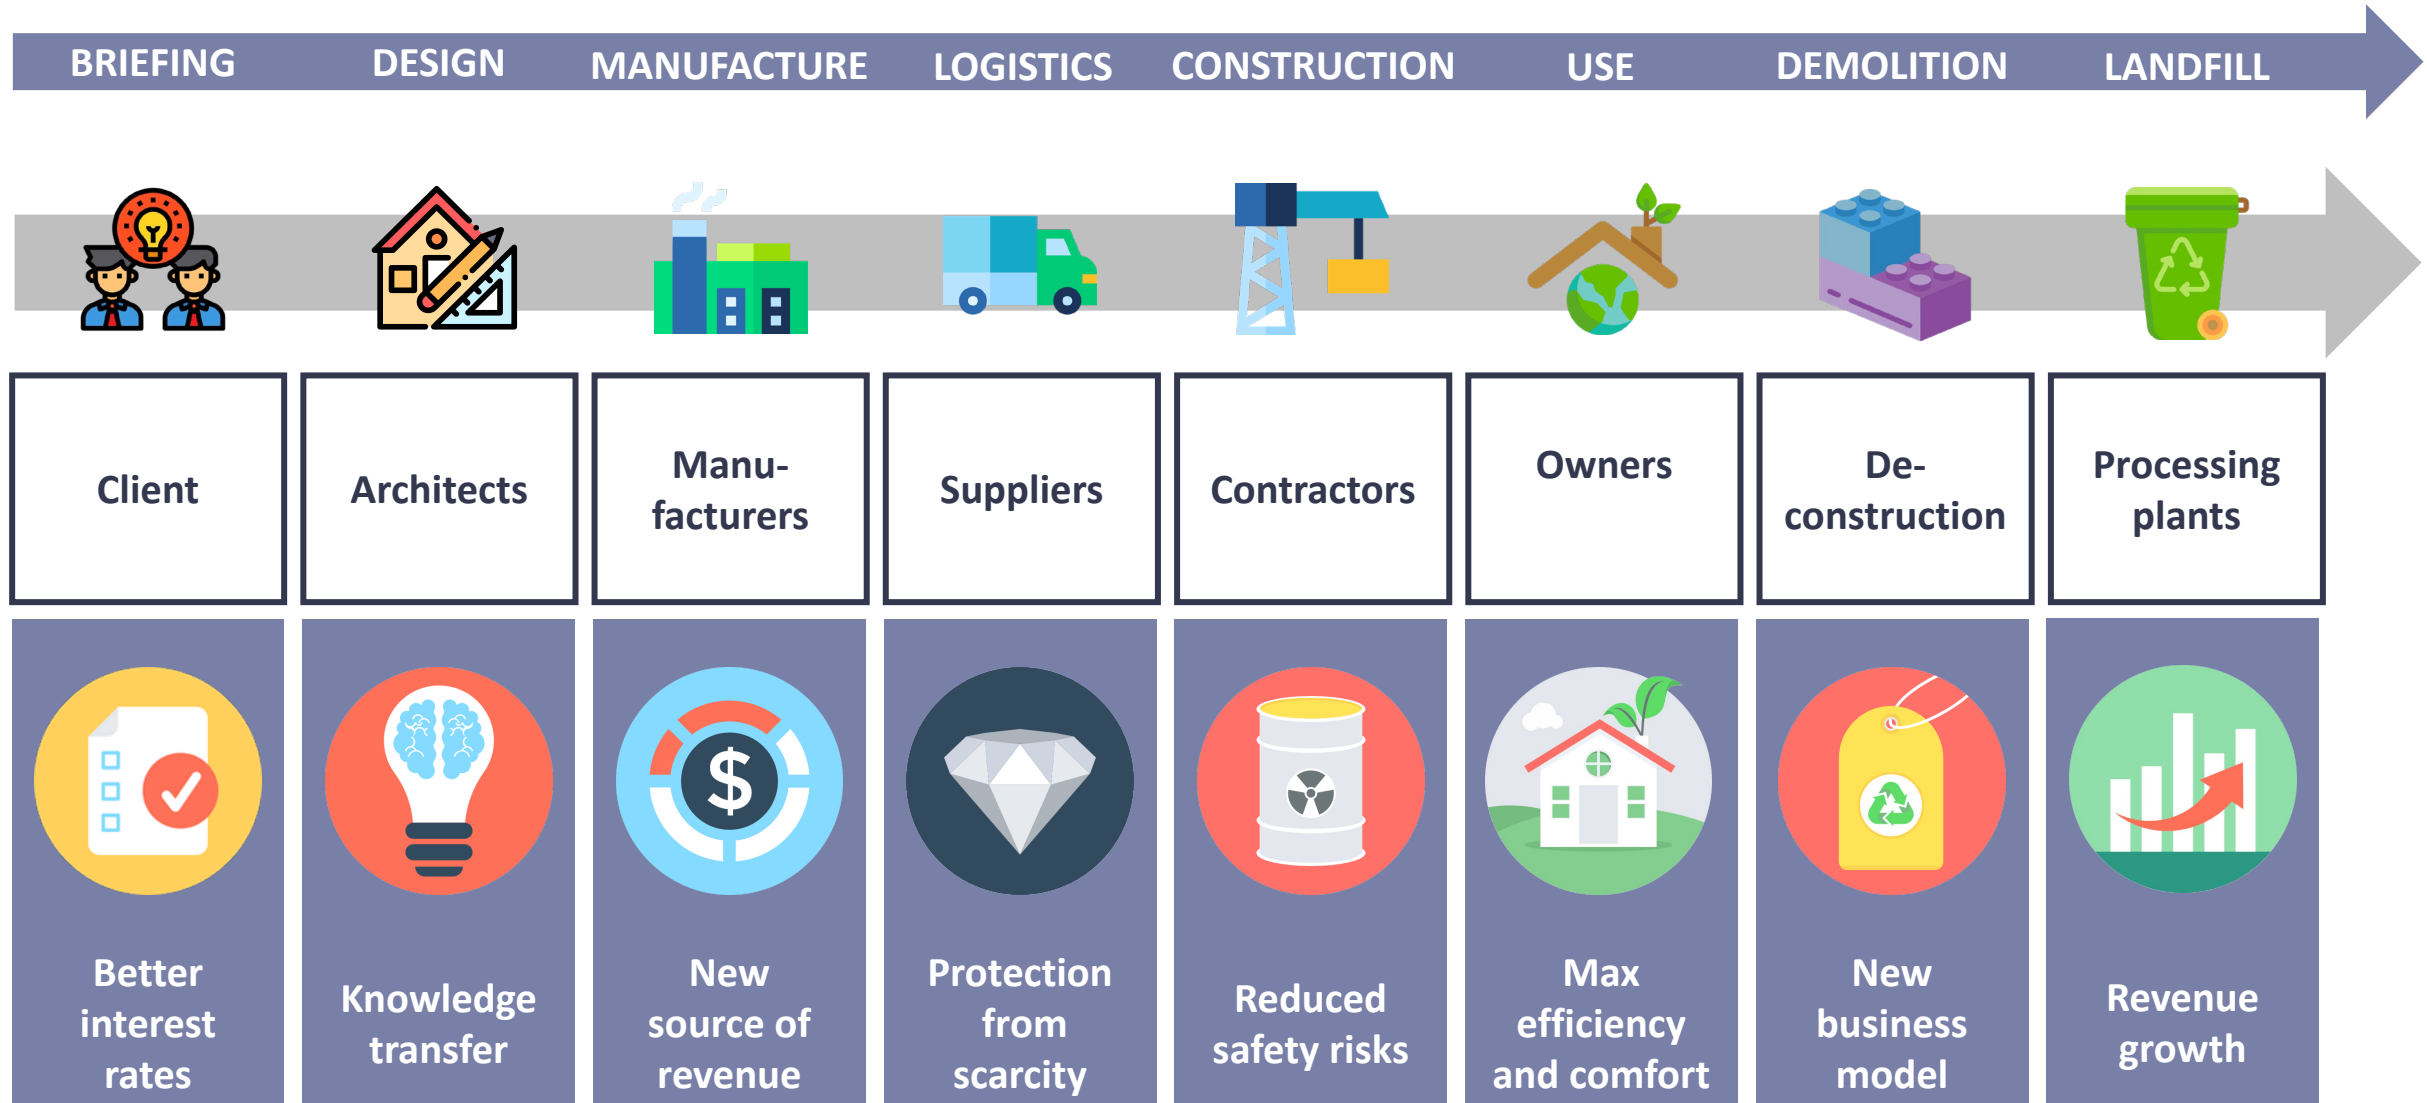 BRIEFING
DESIGN
MANUFACTURE
LOGISTICS
CONSTRUCTION
USE
DEMOLITION
LANDFILL
Client
Architects
Manu-
facturers
Suppliers
Contractors
Owners
De-
construction
Processing
plants
Better
interest
rates
Knowledge
transfer
$
New
source of
revenue
Protection
from
scarcity
Reduced
safety risks
Max
efficiency
and comfort
New
business
model
Revenue
growth